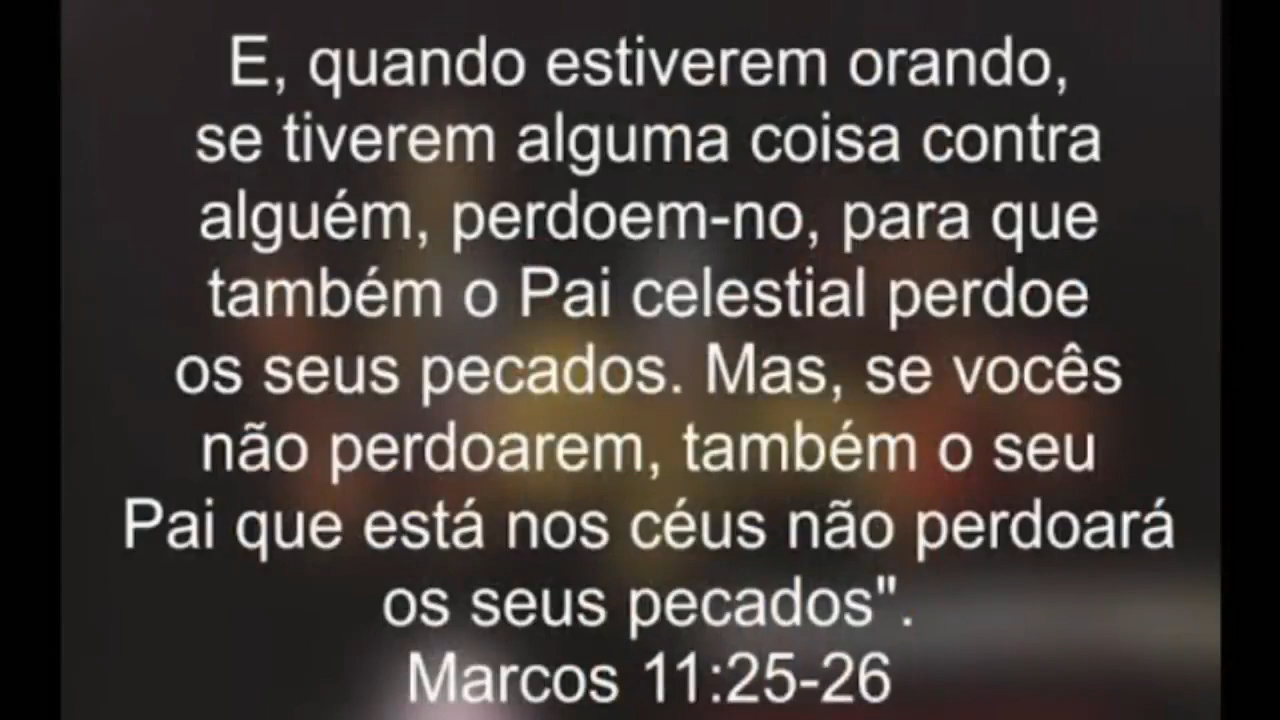 E, quando estiverem orando,
se tiverem alguma coisa contra
alguém, perdoem-no, para que
também o Pai celestial perdoe
os seus pecados. Mas, se vocês
não perdoarem, também o seu
Pai que está nos céus não perdoará
os seus pecados".
Marcos 11:25-26